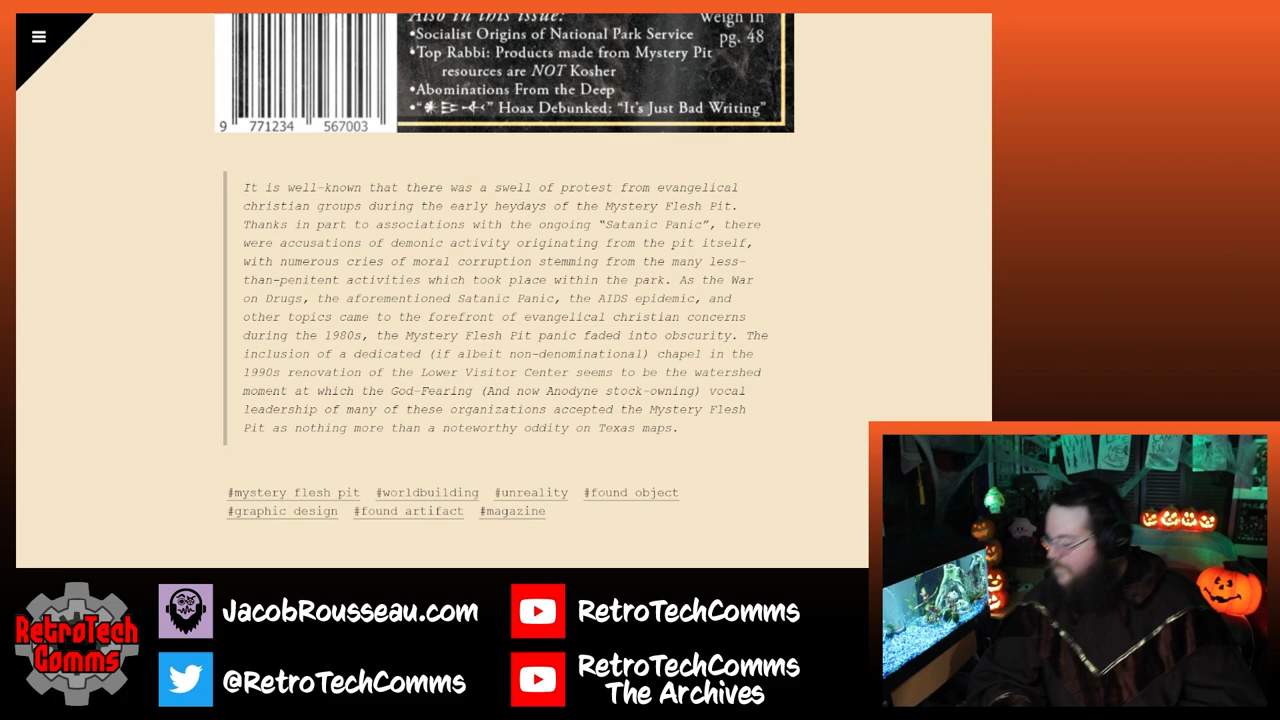 Also in this issue:
•Socialist Origins of National Park Service
•Top Rabbi: Products made from Mystery Pit
resources are NOT Kosher
•Abominations From the Deep
Hoax Debunked: “It’s Just Bad Writing”
Weigh In
pg. 48
9 771234 567003
It is well-known that there was a swell of protest from evangelical
christian groups during the early heydays of the Mystery Flesh Pit.
Thanks in part to associations with the ongoing “Satanic Panic”, there
were accusations of demonic activity originating from the pit itself,
with numerous cries of moral corruption stemming from the many less-
than-penitent activities which took place within the park. As the War
on Drugs, the aforementioned Satanic Panic, the AIDS epidemic, and
other topics came to the forefront of evangelical christian concerns
during the 1980s, the Mystery Flesh Pit panic faded into obscurity. The
inclusion of a dedicated (if albeit non-denominational) chapel in the
1990s renovation of the Lower Visitor Center seems to be the watershed
moment at which the God-Fearing (And now Anodyne stock-owning) vocal
leadership of many of these organizations accepted the Mystery Flesh
Pit as nothing more than a noteworthy oddity on Texas maps.
#mystery flesh pit #worldbuilding #unreality #found object
#graphic design #found artifact #magazine
RetroTech
Comms
JacobRousseau.com
@RetroTechComms
RetroTechComms
RetroTechComms
The Archives